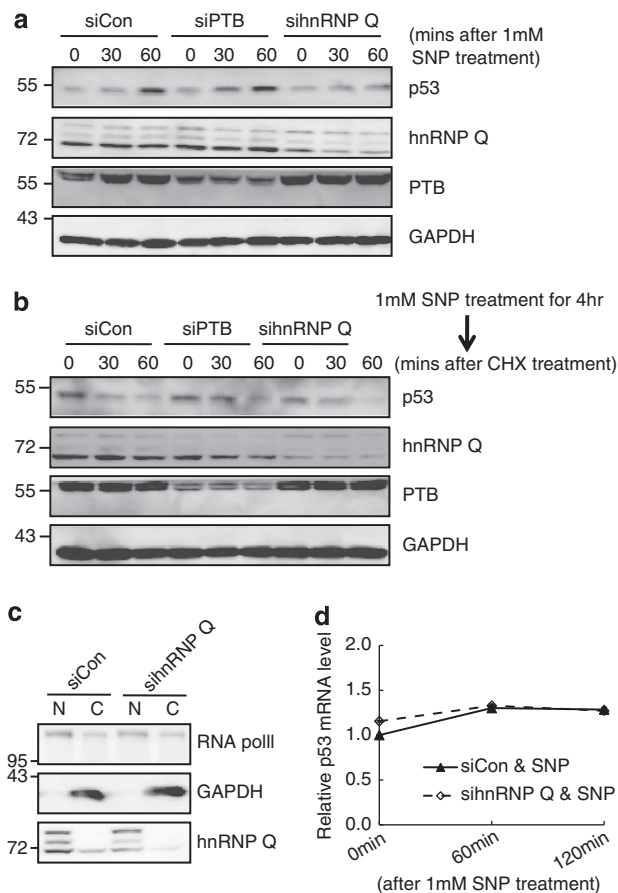 a
siCon siPTB sihnRNP Q (mins after 1mM
0 30 60 0 30 60 0 30 60 SNP treatment)
55 p53
72 hnRNP Q
55 PTB
43
GAPDH
b
1mM SNP treatment for 4hr
siCon siPTB sihnRNP Q
0 30 60 0 30 60 0 30 60 (mins after CHX treatment)
55 p53
72 hnRNP Q
55 PTB
43
GAPDH
c
siCon sihnRNP Q
N C N C
RNA polII
95
43
GAPDH
hnRNP Q
72
d
Relative p53 mRNA level
2.0
1.5
1.0
0.5
0.0
siCon & SNP
sihnRNP Q & SNP
0min 60min 120min
(after 1mM SNP treatment)